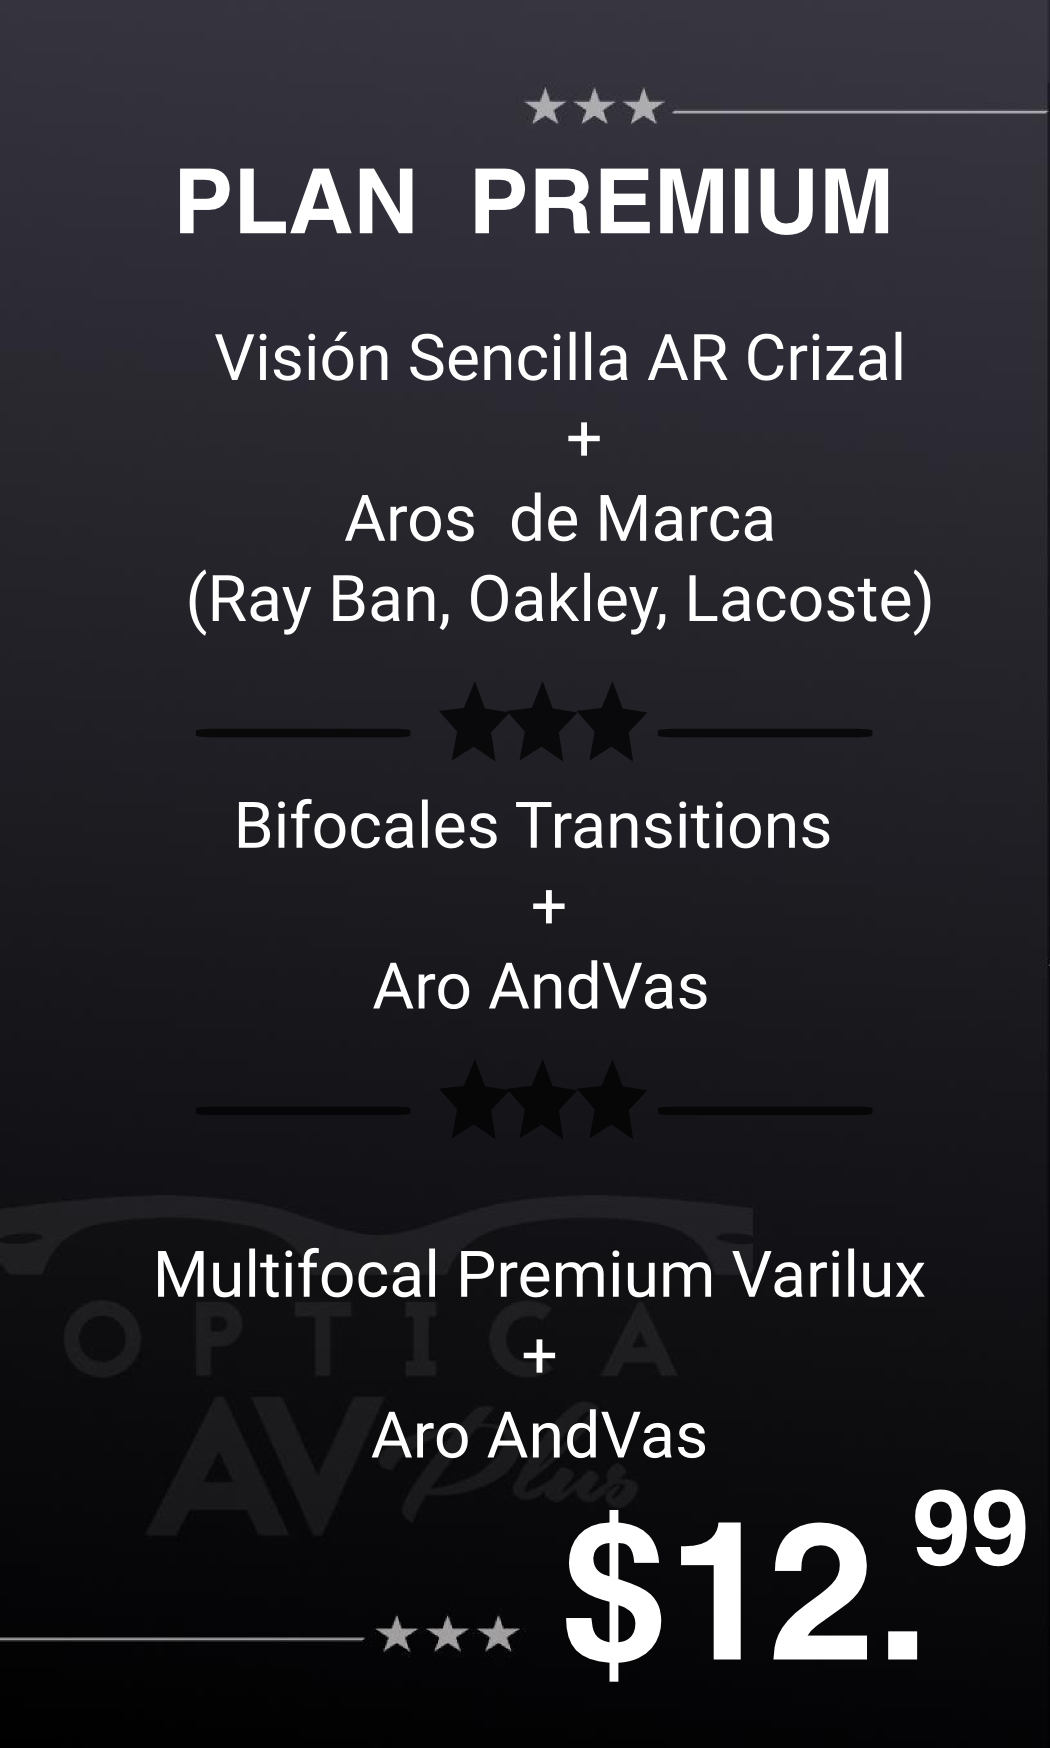 PLAN PREMIUM
Visión Sencilla AR Crizal
+
Aros de Marca
(Ray Ban, Oakley, Lacoste)
Bifocales Transitions
+
Aro AndVas
Multifocal Premium Varilux
OPTICA
+
Aro AndVas
AV Plus
$12.99